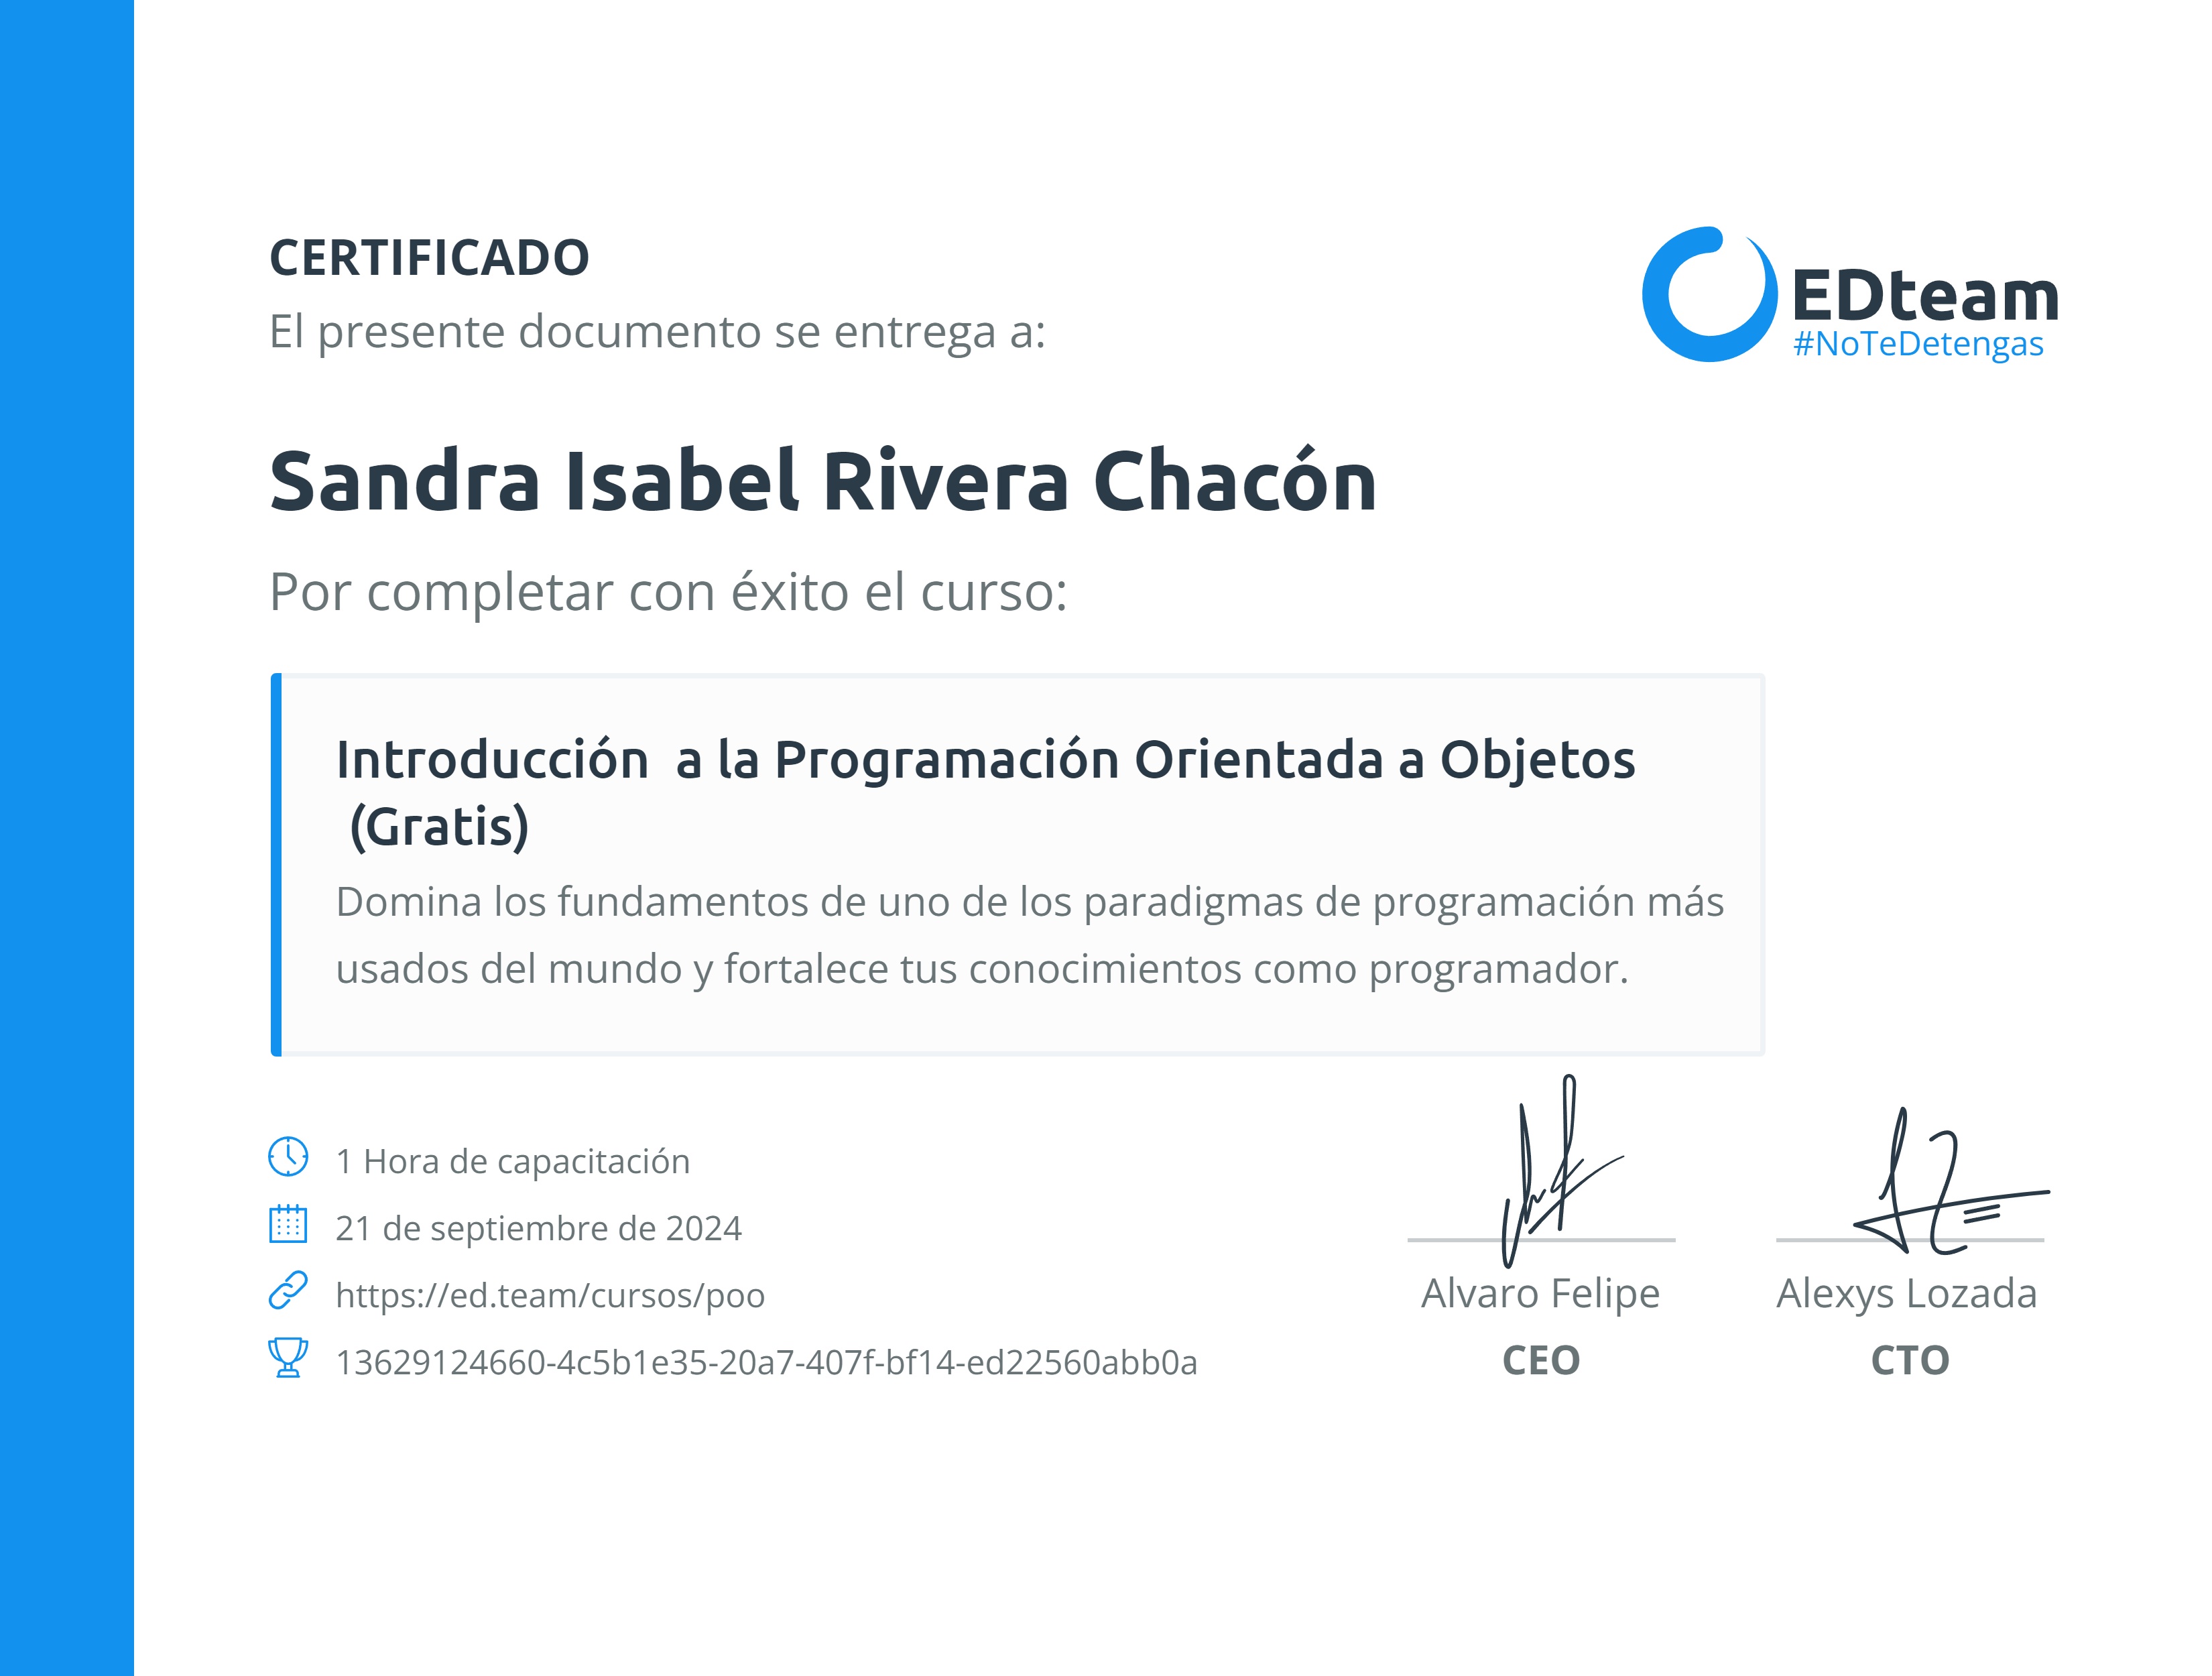 CERTIFICADO
El presente documento se entrega a:
EDteam
#NoTeDetengas
Sandra Isabel Rivera Chacón
Por completar con éxito el curso:
Introducción  a la Programación Orientada a Objetos
(Gratis)
Domina los fundamentos de uno de los paradigmas de programación más
usados del mundo y fortalece tus conocimientos como programador.
1 Hora de capacitación
21 de septiembre de 2024
https://ed.team/cursos/poo
13629124660-4c5b1e35-20a7-407f-bf14-ed22560abb0a
Alvaro Felipe
CEO
Alexys Lozada
CTO